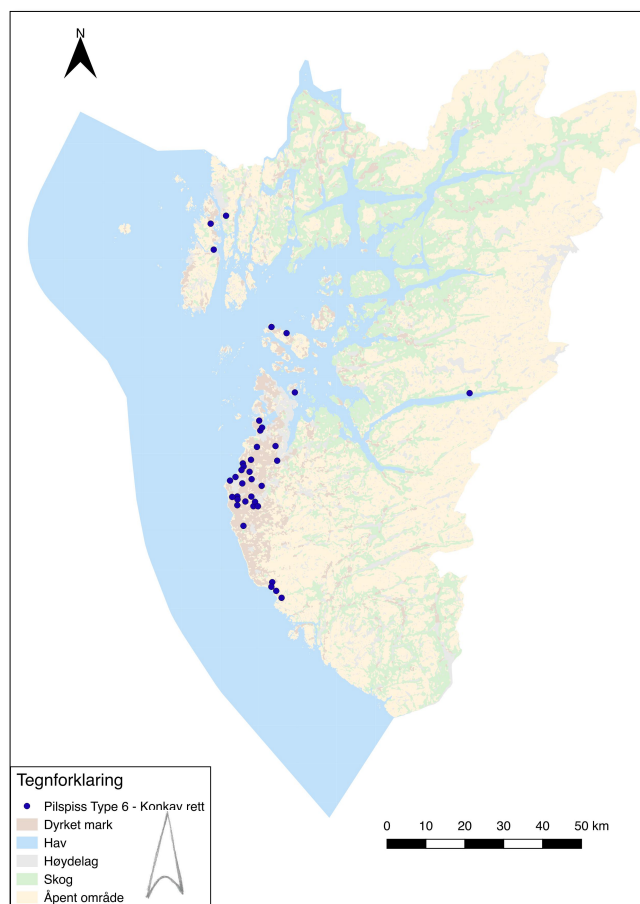 N
Tegnforklaring
Pilspiss Type 6 - Konkav rett
Dyrket mark
Hav
Høydelag
Skog
Åpent område
0 10 20 30 40 50 km